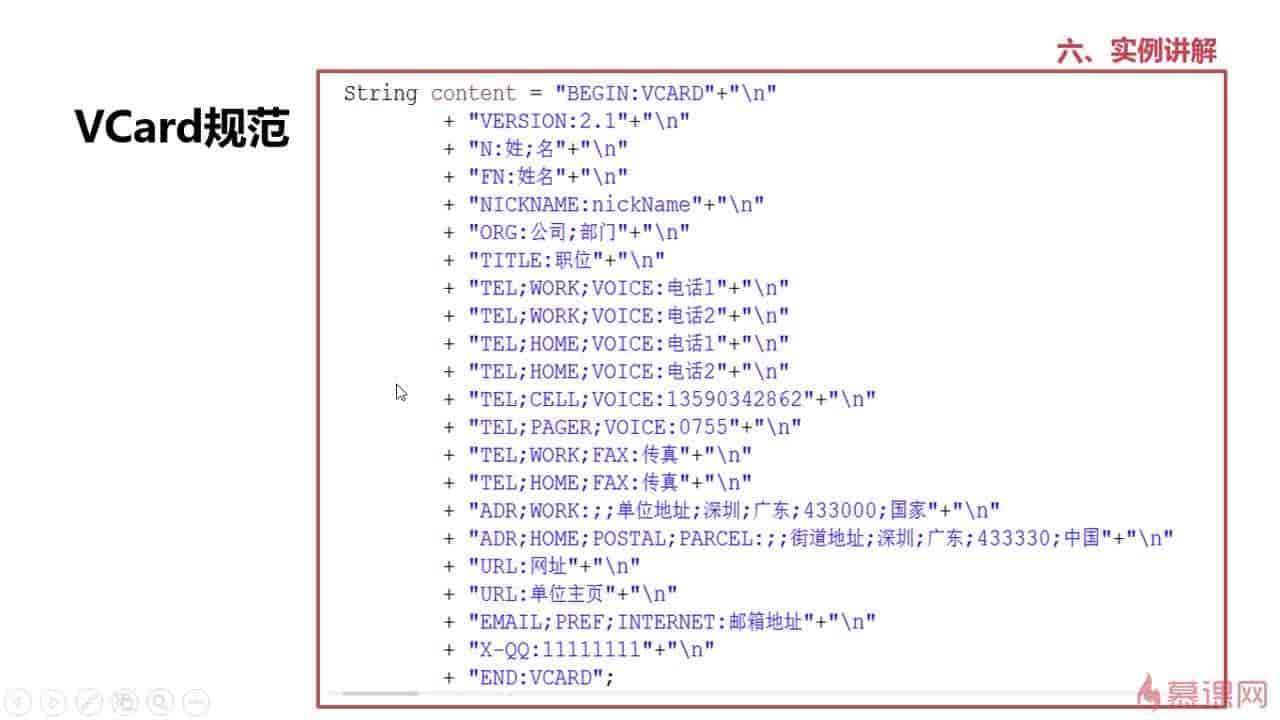 六、实例讲解
VCard规范
String content = "BEGIN:VCARD"+"\n"
+ "VERSION:2.1"+"\n"
+ "N:姓;名"+"\n"
+ "FN:姓名"+"\n"
+ "NICKNAME:nickName"+"\n"
+ "ORG:公司;部门"+"\n"
+ "TITLE:职位"+"\n"
+ "TEL;WORK;VOICE:电话1"+"\n"
+ "TEL;WORK;VOICE:电话2"+"\n"
+ "TEL;HOME;VOICE:电话1"+"\n"
+ "TEL;HOME;VOICE:电话2"+"\n"
+ "TEL;CELL;VOICE:13590342862"+"\n"
+ "TEL;PAGER;VOICE:0755"+"\n"
+ "TEL;WORK;FAX:传真"+"\n"
+ "TEL;HOME;FAX:传真"+"\n"
+ "ADR;WORK:;;单位地址;深圳;广东;433000;国家"+"\n"
+ "ADR;HOME;POSTAL;PARCEL:;;街道地址;深圳;广东;433330;中国"+"\n"
+ "URL:网址"+"\n"
+ "URL:单位主页"+"\n"
+ "EMAIL;PREF;INTERNET:邮箱地址"+"\n"
+ "X-QQ:11111111"+"\n"
+ "END:VCARD";
慕课网